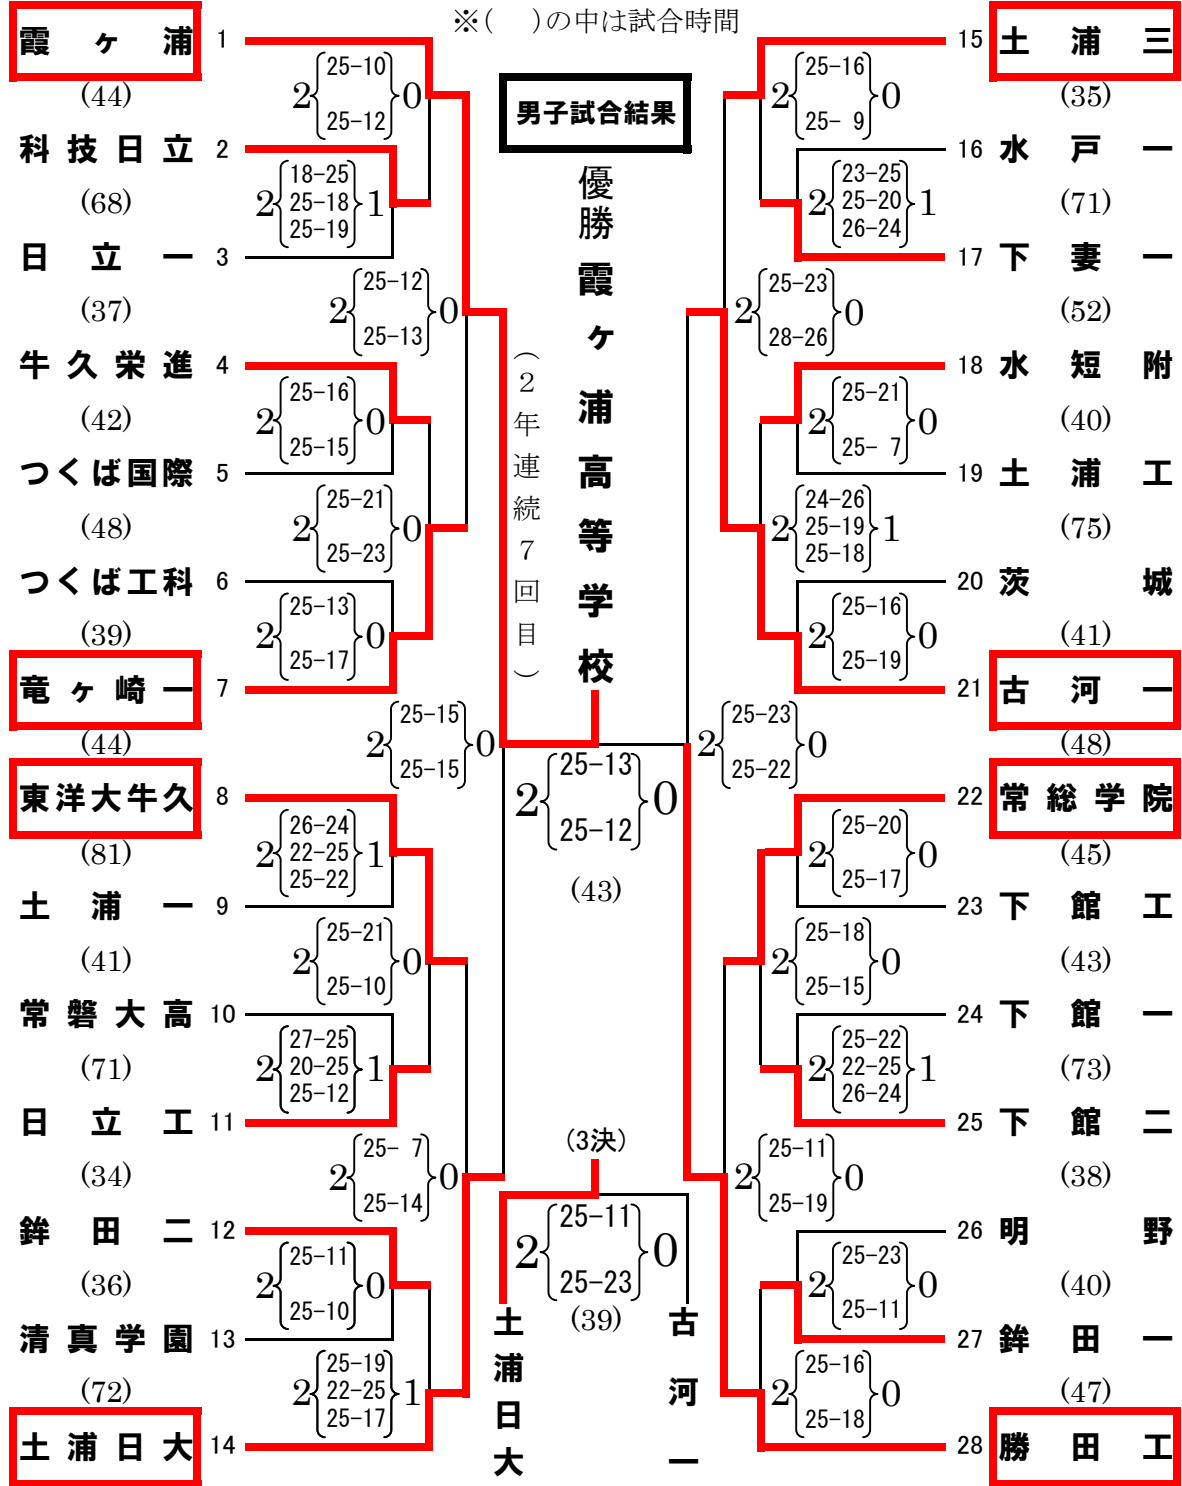 ※(　)の中は試合時間
男子試合結果
優勝 霞ヶ浦高等学校
（２年連続７回目）
霞ヶ浦 1
(44)
2 25-10 25-12 0
科技日立 2
(68)
2 18-25 25-18 25-19 1
日立一 3
(37)
2 25-12 25-13 0
牛久栄進 4
(42)
2 25-16 25-15 0
つくば国際 5
(48)
2 25-21 25-23 0
つくば工科 6
(39)
2 25-13 25-17 0
竜ヶ崎一 7
(44)
2 25-15 25-15 0
東洋大牛久 8
(81)
2 26-24 22-25 25-22 1
土浦一 9
(41)
2 25-21 25-10 0
常磐大高 10
(71)
2 27-25 20-25 25-12 1
日立工 11
(34)
2 25- 7 25-14 0
鉾田二 12
(36)
2 25-11 25-10 0
清真学園 13
(72)
2 25-19 22-25 25-17 1
土浦日大 14
2 25-13 25-12 0
(43)
(3決)
2 25-11 25-23 0
(39)
土浦日大
古河一
15 土浦三
(35)
2 25-16 25- 9 0
16 水戸一
(71)
2 23-25 25-20 26-24 1
17 下妻一
(52)
2 25-23 28-26 0
18 水短附
(40)
2 25-21 25- 7 0
19 土浦工
(75)
2 24-26 25-19 25-18 1
20 茨城
(41)
2 25-16 25-19 0
21 古河一
(48)
2 25-23 25-22 0
22 常総学院
(45)
2 25-20 25-17 0
23 下館工
(43)
2 25-18 25-15 0
24 下館一
(73)
2 25-22 22-25 26-24 1
25 下館二
(38)
2 25-11 25-19 0
26 明野
(40)
2 25-23 25-11 0
27 鉾田一
(47)
2 25-16 25-18 0
28 勝田工